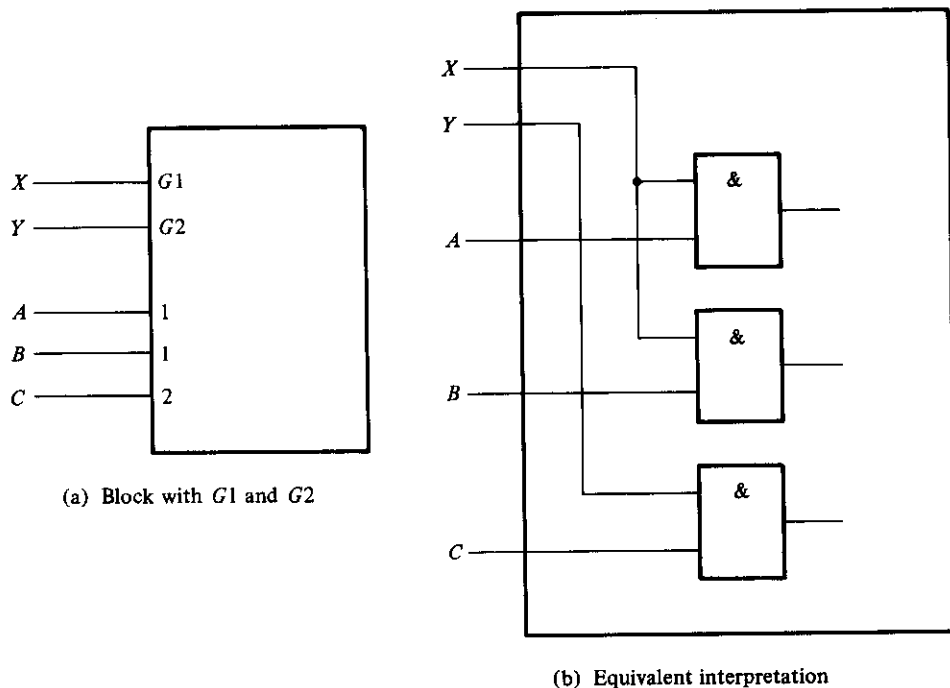 X G1
Y G2
A 1
B 1
C 2
(a) Block with G1 and G2
X
Y
&
A
&
B
&
C
(b) Equivalent interpretation